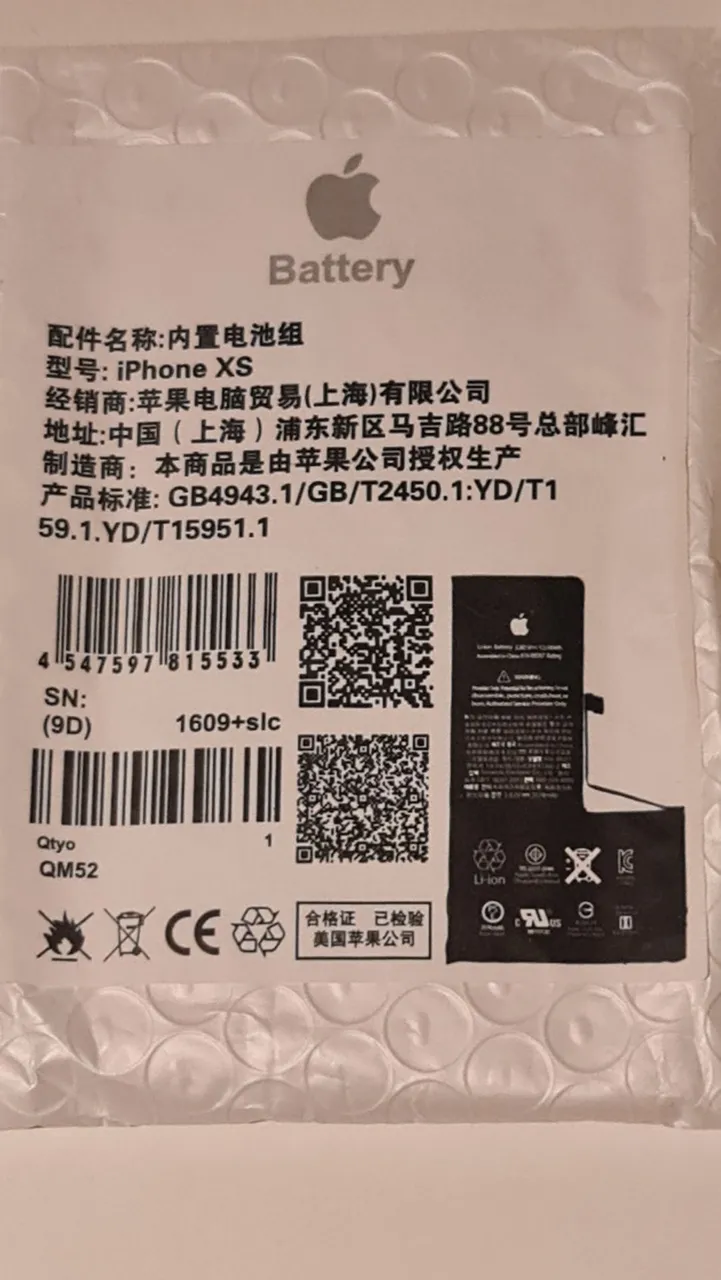 Battery
配件名称:内置电池组
型号: iPhone XS
经销商:苹果电脑贸易(上海)有限公司
地址:中国（上海）浦东新区马吉路88号总部峰汇
制造商：本商品是由苹果公司授权生产
产品标准: GB4943.1/GB/T2450.1:YD/T1
59.1.YD/T15951.1
4 547597 815533
SN:
(9D) 1609+slc
Qtyo 1
QM52
CE
合格证 已检验
美国苹果公司
WARNING
Li-ion